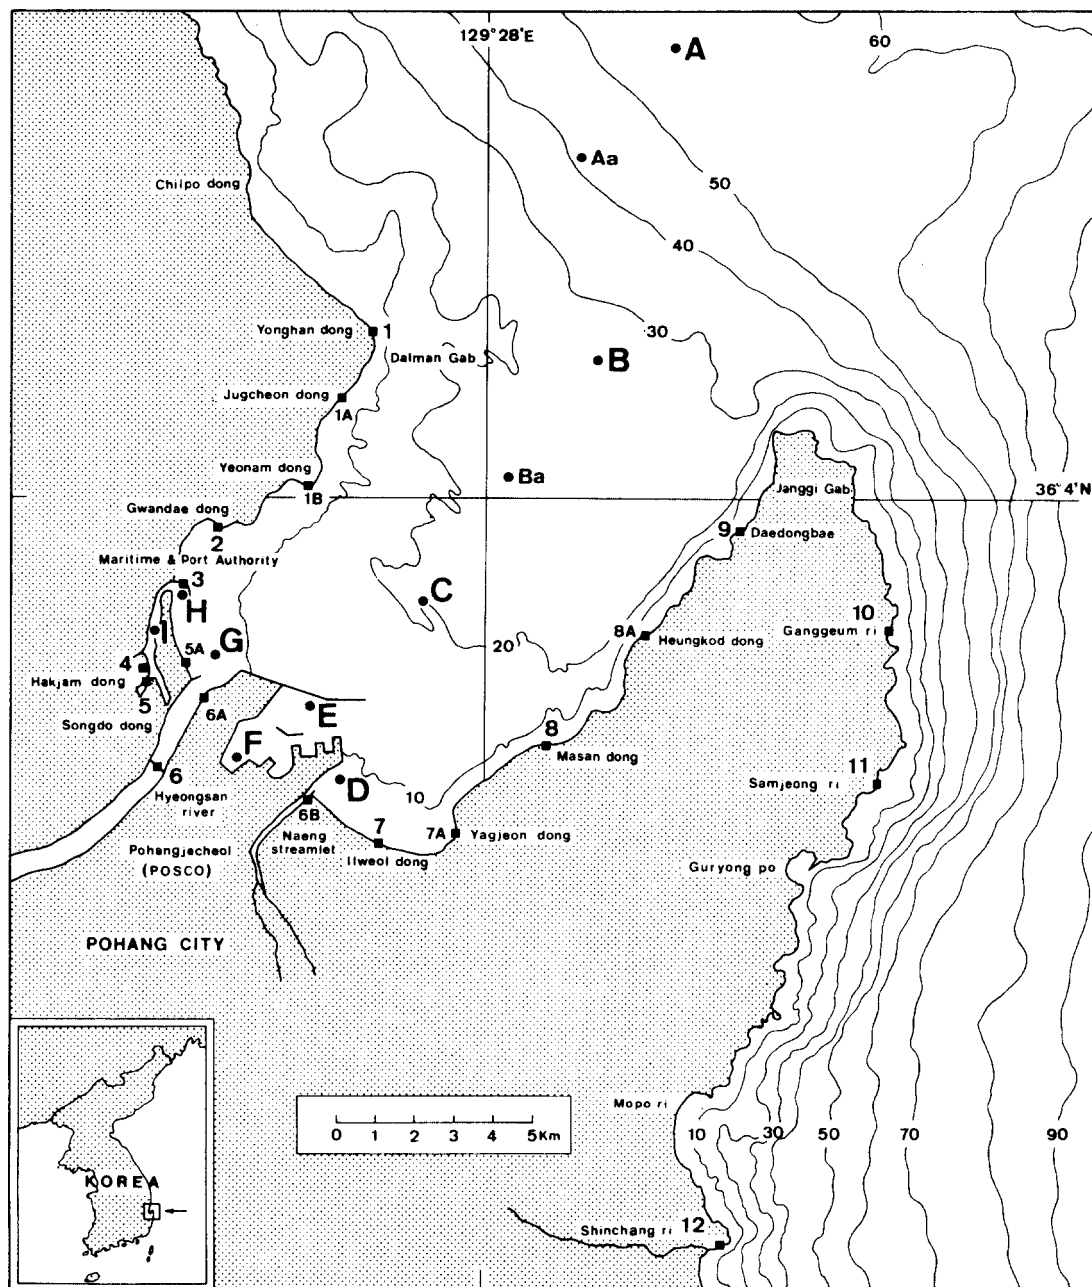 129°28'E
60
A
Aa
50
Chilpo dong
40
Yonghan dong
1
30
Dalman Gab
B
Jugcheon dong
1A
Yeonam dong
Ba
1B
Janggi Gab
36°4'N
Gwandae dong
2
9
Daedongbae
Maritime & Port Authority
3
H
C
10
I
8A
Heungkod dong
Ganggeum ri
G
20
5A
4
Hakjam dong
5
Songdo dong
6A
E
8
F
Masan dong
6
11
D
Samjeong ri
Hyeongsan
river
10
6B
Naeng
streamlet
7
7A
Yagjeon dong
Ilweol dong
Pohangjecheol
(POSCO)
Guryong po
POHANG CITY
Mopo ri
10
30
50
70
90
0 1 2 3 4 5 Km
KOREA
Shinchang ri
12